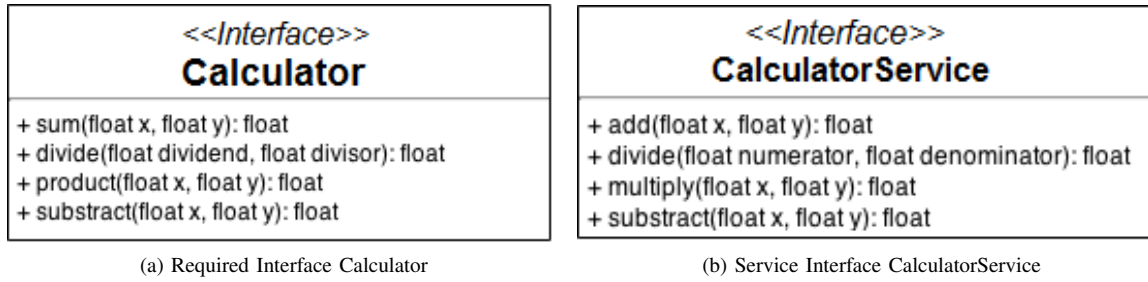 <<Interface>>
Calculator
+ sum(float x, float y): float
+ divide(float dividend, float divisor): float
+ product(float x, float y): float
+ substract(float x, float y): float
(a) Required Interface Calculator
<<Interface>>
CalculatorService
+ add(float x, float y): float
+ divide(float numerator, float denominator): float
+ multiply(float x, float y): float
+ substract(float x, float y): float
(b) Service Interface CalculatorService